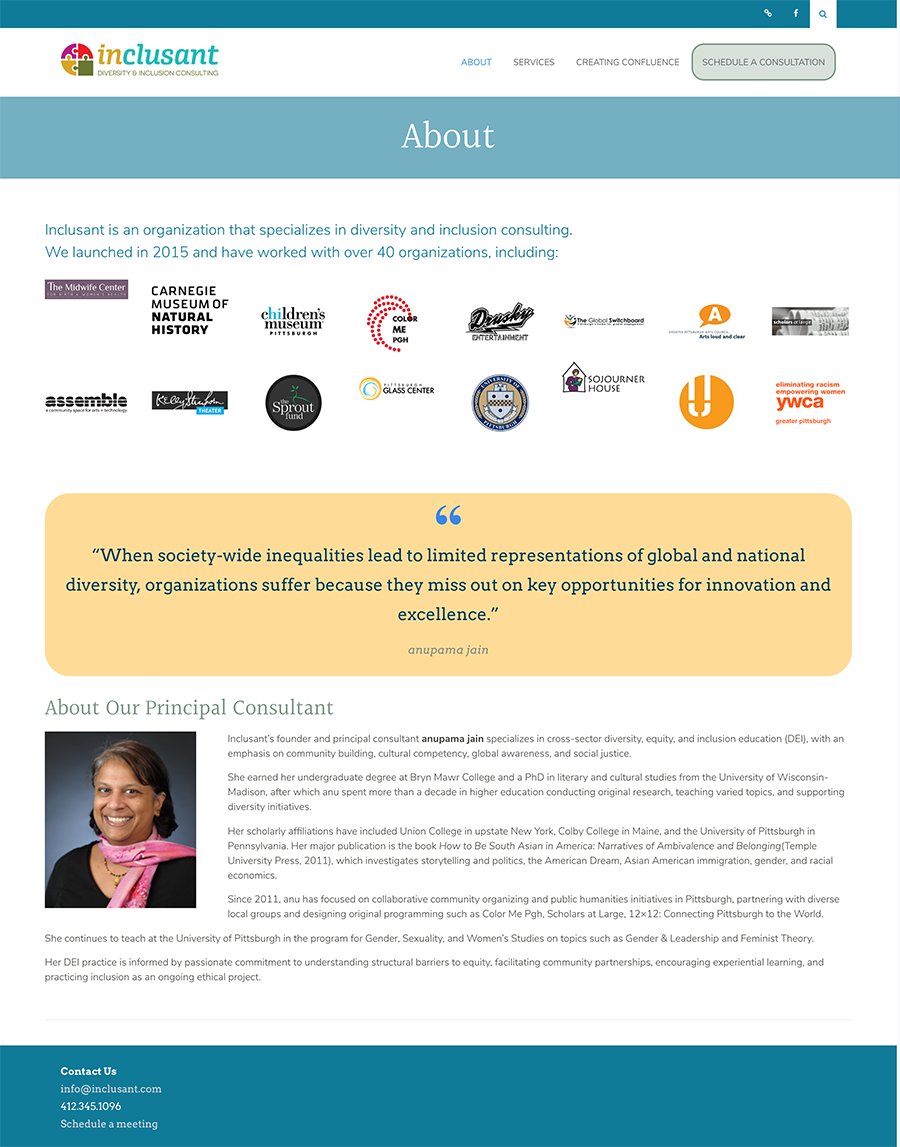 inclusant
DIVERSITY & INCLUSION CONSULTING
ABOUT
SERVICES
CREATING CONFLUENCE
SCHEDULE A CONSULTATION
About
Inclusant is an organization that specializes in diversity and inclusion consulting.
We launched in 2015 and have worked with over 40 organizations, including:
The Midwife Center
FOR BIRTH & WOMEN'S HEALTH
CARNEGIE
MUSEUM OF
NATURAL
HISTORY
children's
museum
PITTSBURGH
COLOR
ME
PGH
Drusky
ENTERTAINMENT
The Global Switchboard
A
GREATER PITTSBURGH ARTS COUNCIL
Arts loud and clear
scholars at large
assemble
a community space for arts + technology
Kelly Strayhorn
THEATER
the
Sprout
fund
PITTSBURGH
GLASS CENTER
UNIVERSITY OF
PITTSBURGH
SOJOURNER
HOUSE
eliminating racism
empowering women
ywca
greater pittsburgh
“
“When society-wide inequalities lead to limited representations of global and national
diversity, organizations suffer because they miss out on key opportunities for innovation and
excellence.”
anupama jain
About Our Principal Consultant
Inclusant’s founder and principal consultant anupama jain specializes in cross-sector diversity, equity, and inclusion education (DEI), with an
emphasis on community building, cultural competency, global awareness, and social justice.
She earned her undergraduate degree at Bryn Mawr College and a PhD in literary and cultural studies from the University of Wisconsin-
Madison, after which anu spent more than a decade in higher education conducting original research, teaching varied topics, and supporting
diversity initiatives.
Her scholarly affiliations have included Union College in upstate New York, Colby College in Maine, and the University of Pittsburgh in
Pennsylvania. Her major publication is the book How to Be South Asian in America: Narratives of Ambivalence and Belonging(Temple
University Press, 2011), which investigates storytelling and politics, the American Dream, Asian American immigration, gender, and racial
economics.
Since 2011, anu has focused on collaborative community organizing and public humanities initiatives in Pittsburgh, partnering with diverse
local groups and designing original programming such as Color Me Pgh, Scholars at Large, 12×12: Connecting Pittsburgh to the World.
She continues to teach at the University of Pittsburgh in the program for Gender, Sexuality, and Women’s Studies on topics such as Gender & Leadership and Feminist Theory.
Her DEI practice is informed by passionate commitment to understanding structural barriers to equity, facilitating community partnerships, encouraging experiential learning, and
practicing inclusion as an ongoing ethical project.
Contact Us
info@inclusant.com
412.345.1096
Schedule a meeting